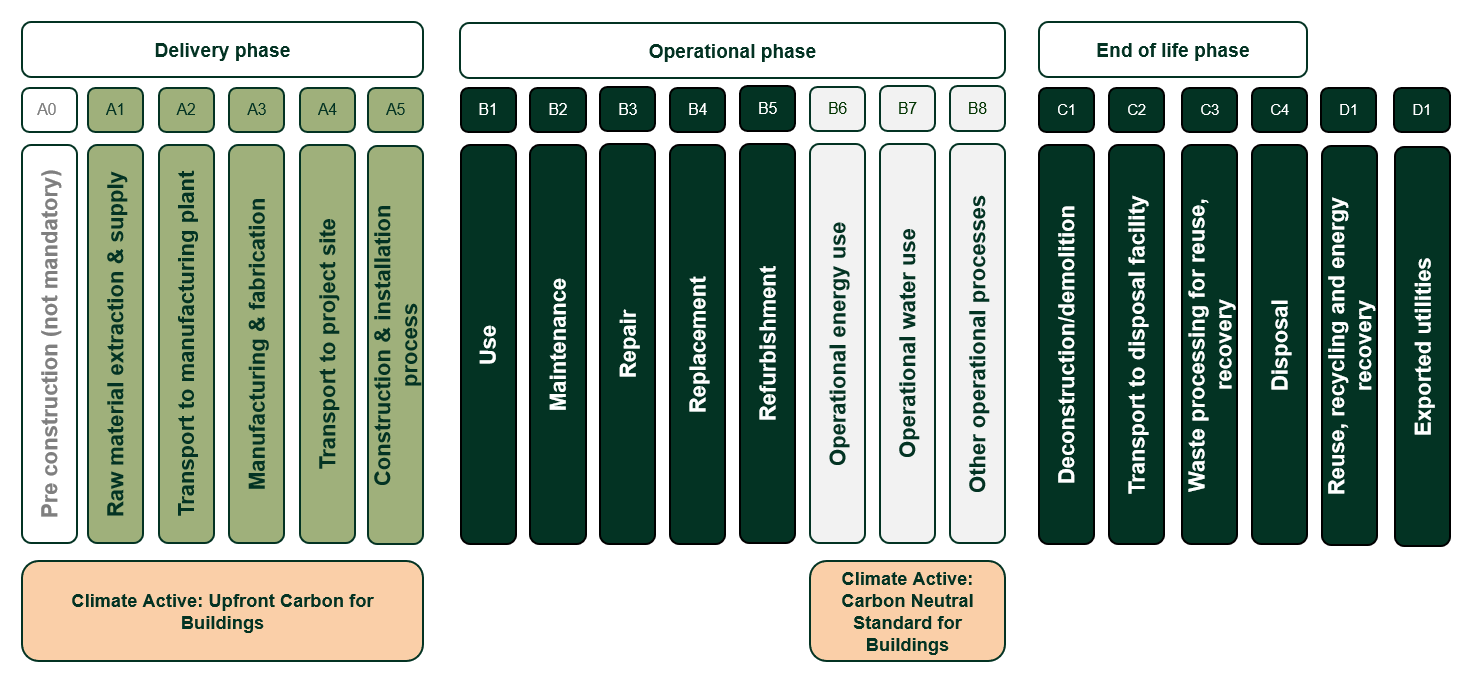 Delivery phase
Operational phase
End of life phase
A0
A1
A2
A3
A4
A5
B1
B2
B3
B4
B5
B6
B7
B8
C1
C2
C3
C4
D1
D1
Pre construction (not mandatory)
Raw material extraction & supply
Transport to manufacturing plant
Manufacturing & fabrication
Transport to project site
Construction & installation
process
Use
Maintenance
Repair
Replacement
Refurbishment
Operational energy use
Operational water use
Other operational processes
Deconstruction/demolition
Transport to disposal facility
Waste processing for reuse,
recovery
Disposal
Reuse, recycling and energy
recovery
Exported utilities
Climate Active: Upfront Carbon for
Buildings
Climate Active:
Carbon Neutral
Standard for
Buildings